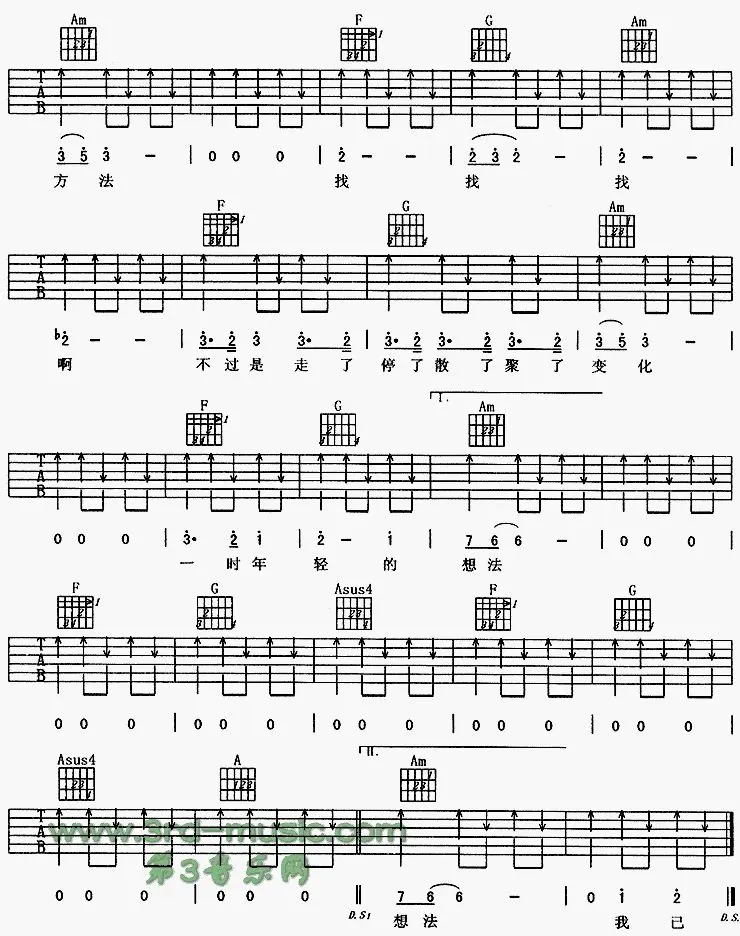 Am F G Am
T A B
3 5 3 - | 0 0 0 | 2 - - | 2 3 2 - | 2 - -
方 法 找 找 找
F G Am
T A B
b2 - - | 3· 2 3 3· 2 | 3· 2 3· 2 3· 2 | 3 5 3 -
啊 不 过 是 走 了 停 了 散 了 聚 了 变 化
I.
F G Am
T A B
0 0 0 | 3· 2 1 | 2 - 1 | 7 6 6 - | 0 0 0
一 时 年 轻 的 想 法
F G Asus4 F G
T A B
0 0 0 | 0 0 0 | 0 0 0 | 0 0 0 | 0 0 0
II.
Asus4 A Am
T A B
www.3rd-music.com
第3音乐网
0 0 0 | 0 0 0 ‖ 7 6 6 - | 0 1 2 ‖
D.S1 想 法 我 已 D.S.